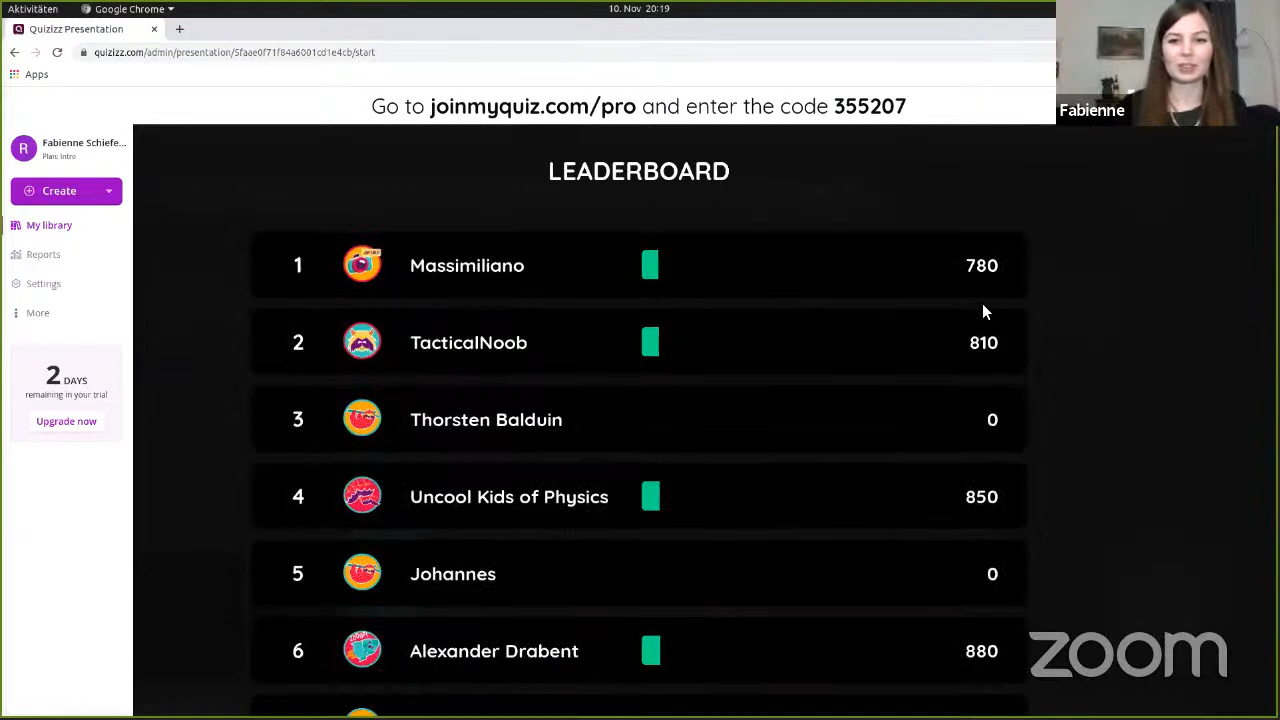 Aktivitäten
Google Chrome
10. Nov 20:19
Quizizz Presentation
quizizz.com/admin/presentation/5faae0f71f84a6001cd1e4cb/start
Apps
Go to joinmyquiz.com/pro and enter the code 355207
Fabienne
R
Fabienne Schiefe...
Plan: Intro
Create
My library
Reports
Settings
More
2 DAYS
remaining in your trial
Upgrade now
LEADERBOARD
1 Massimiliano 780
2 TacticalNoob 810
3 Thorsten Balduin 0
4 Uncool Kids of Physics 850
5 Johannes 0
6 Alexander Drabent 880
zoom